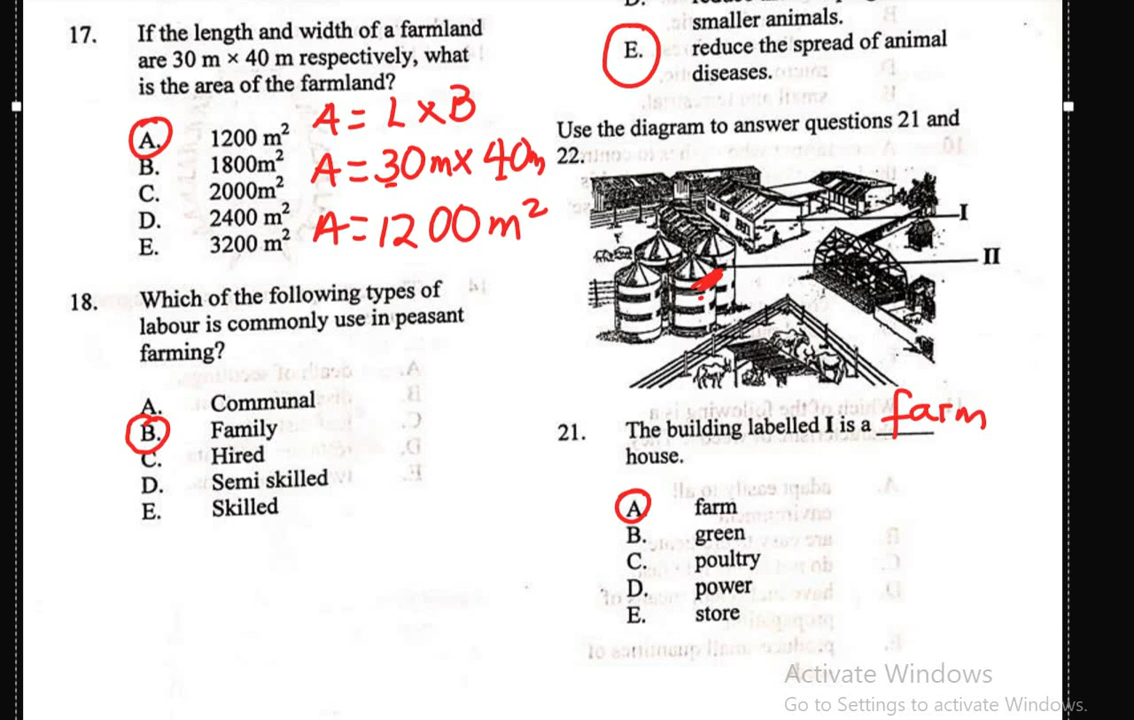 17. If the length and width of a farmland
are 30 m × 40 m respectively, what
is the area of the farmland?
A. 1200 m²
B. 1800m²
C. 2000m²
D. 2400 m²
E. 3200 m²
A = L X B
A = 30m X 40m
A = 1200 m²
18. Which of the following types of
labour is commonly use in peasant
farming?
A. Communal
B. Family
C. Hired
D. Semi skilled
E. Skilled
smaller animals.
E. reduce the spread of animal
diseases.
Use the diagram to answer questions 21 and
22.
I
II
21. The building labelled I is a farm
house.
A. farm
B. green
C. poultry
D. power
E. store
Activate Windows
Go to Settings to activate Windows.